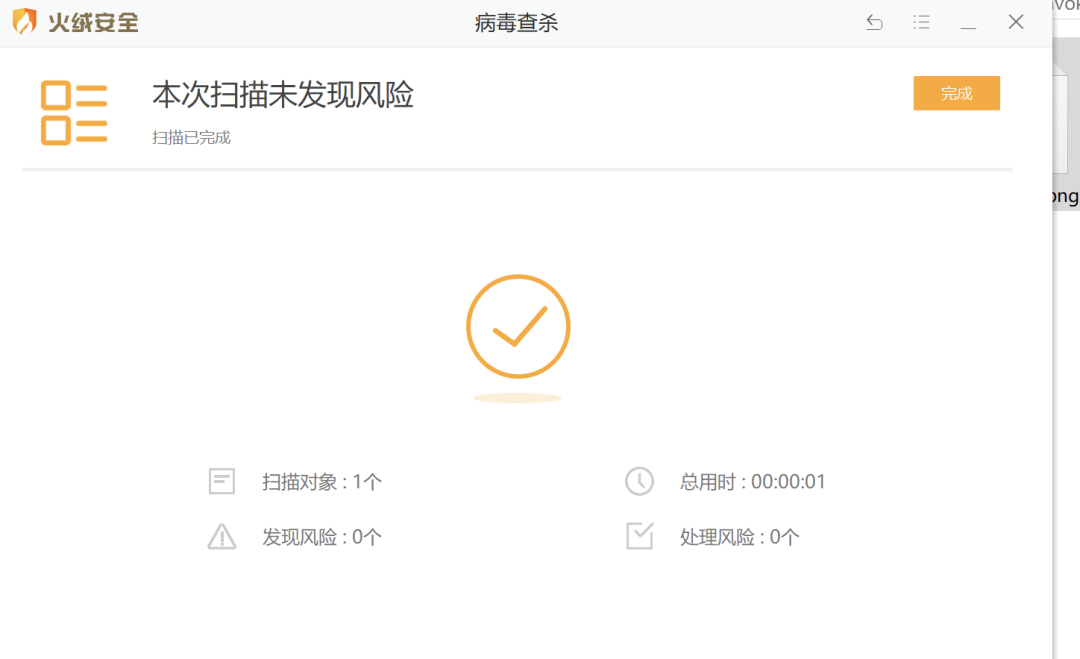 火绒安全
病毒查杀
本次扫描未发现风险
完成
扫描已完成
扫描对象 : 1个
总用时 : 00:00:01
发现风险 : 0个
处理风险 : 0个